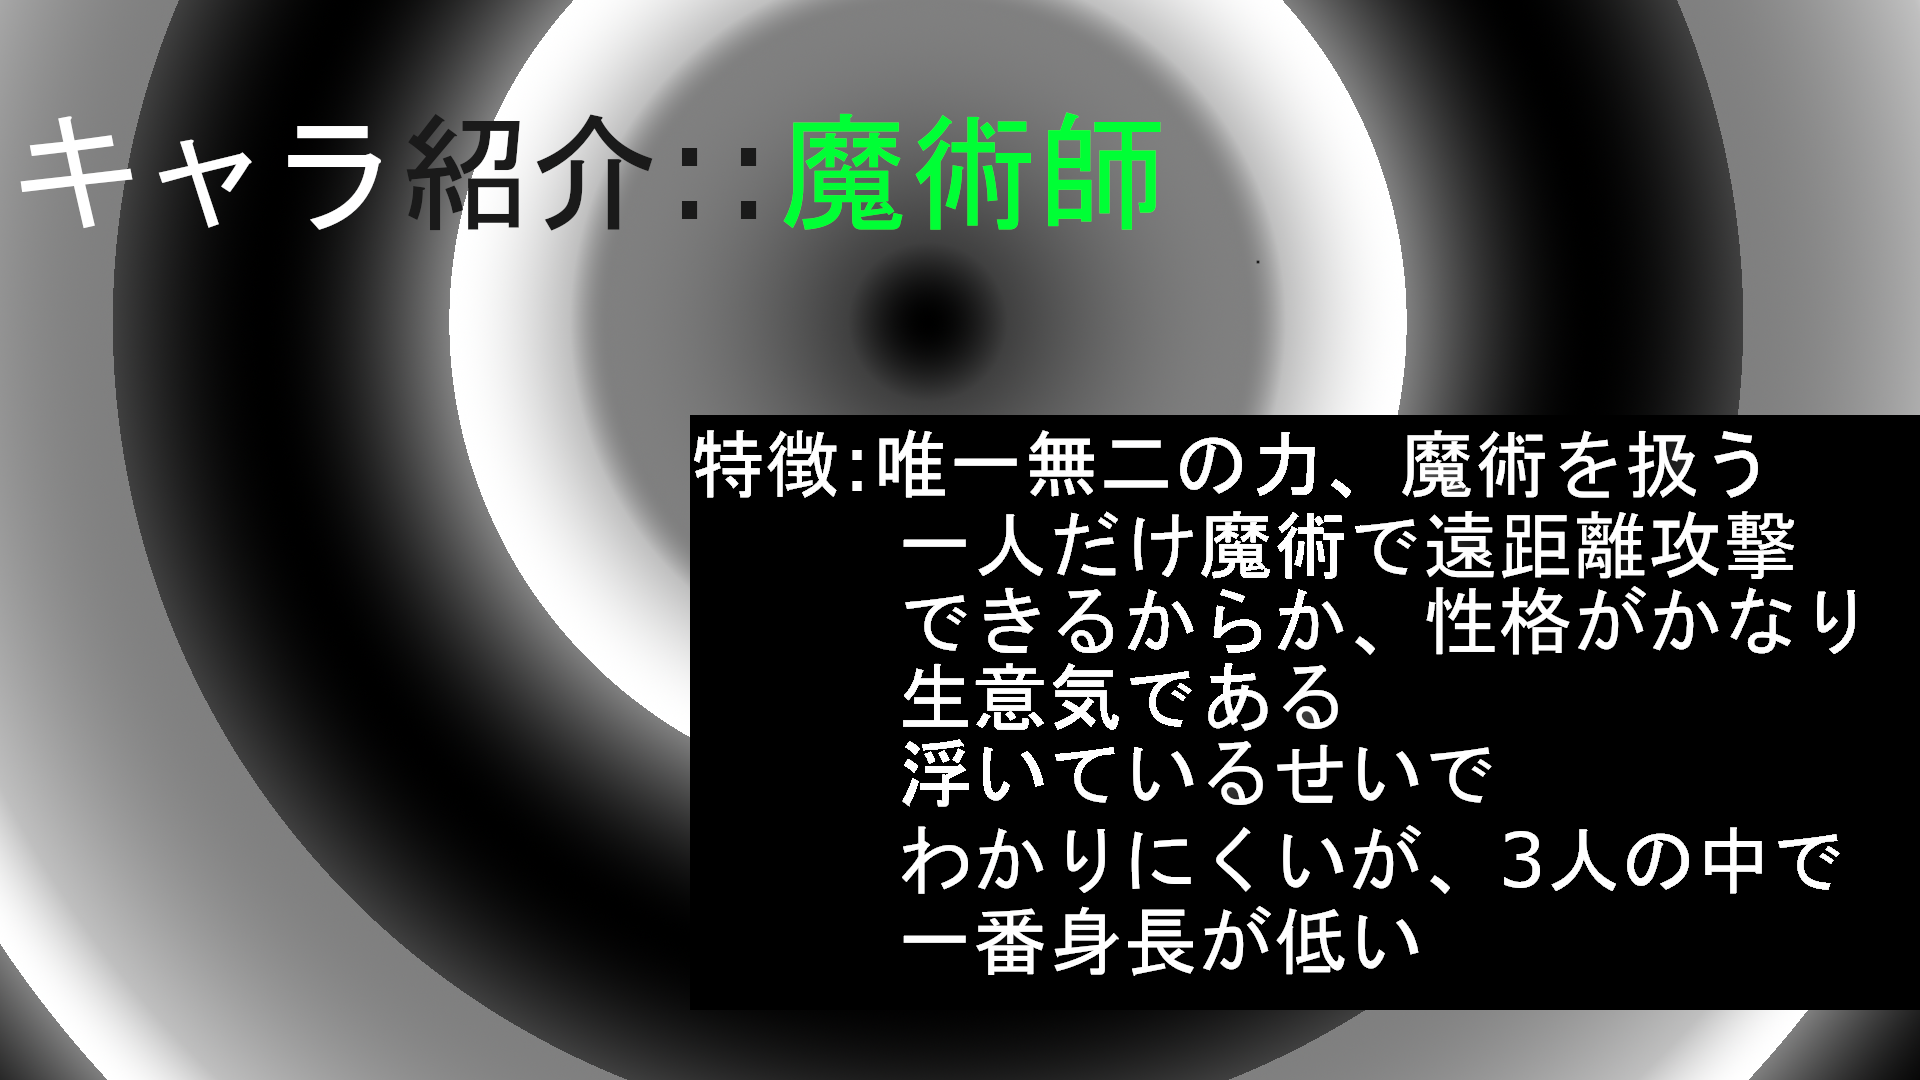 キャラ紹介::魔術師
特徴:唯一無二の力、魔術を扱う
一人だけ魔術で遠距離攻撃
できるからか、性格がかなり
生意気である
浮いているせいで
わかりにくいが、3人の中で
一番身長が低い